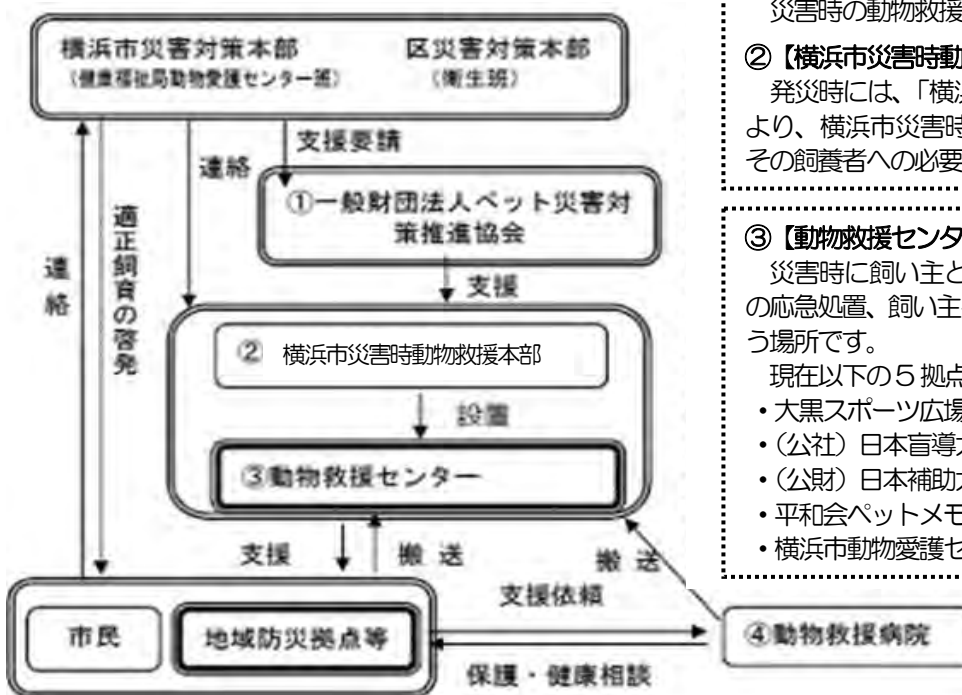 横浜市災害対策本部
(健康福祉局動物愛護センター班)
区災害対策本部
(衛生班)
支援要請
連絡
①一般財団法人ペット災害対
策推進協会
連絡
適正飼育の啓発
支援
② 横浜市災害時動物救援本部
設置
③動物救援センター
支援
搬送
搬送
支援依頼
市民
地域防災拠点等
④動物救援病院
保護・健康相談
災害時の動物救援
②【横浜市災害時動
発災時には、「横浜
より、横浜市災害時
その飼養者への必要
③【動物救援センタ
災害時に飼い主と
の応急処置、飼い主
う場所です。
現在以下の5拠点
・大黒スポーツ広場
・(公社)日本盲導犬
・(公財)日本補助犬
・平和会ペットメモ
・横浜市動物愛護セ